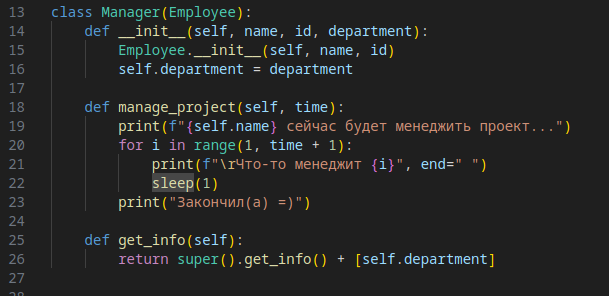 13 class Manager(Employee):
14     def __init__(self, name, id, department):
15         Employee.__init__(self, name, id)
16         self.department = department
17
18     def manage_project(self, time):
19         print(f"{self.name} сейчас будет менеджить проект...")
20         for i in range(1, time + 1):
21             print(f"\rЧто-то менеджит {i}", end=" ")
22             sleep(1)
23         print("Закончил(а) =)")
24
25     def get_info(self):
26         return super().get_info() + [self.department]
27